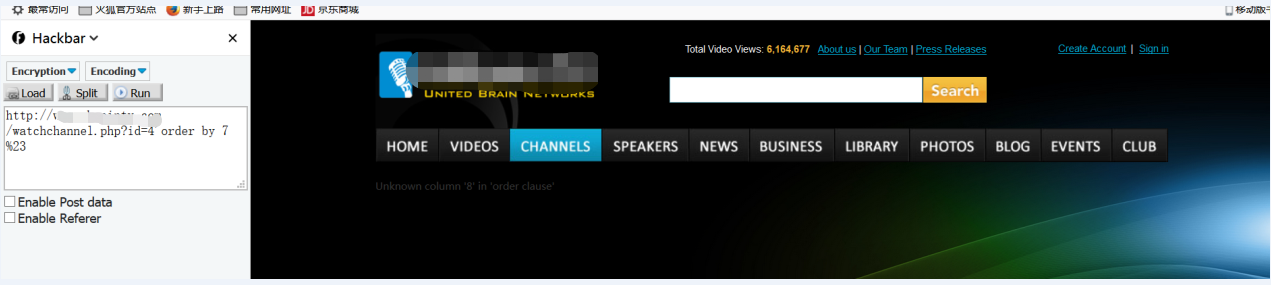 最常访问 火狐官方站点 新手上路 常用网址 JD 京东商城 移动版
Hackbar ×
Encryption Encoding
Load Split Run
http://
/watchchannel.php?id=4 order by 7
%23
Enable Post data
Enable Referer
Total Video Views: 6,164,677 About us | Our Team | Press Releases Create Account | Sign in
UNITED BRAIN NETWORKS
Search
HOME VIDEOS CHANNELS SPEAKERS NEWS BUSINESS LIBRARY PHOTOS BLOG EVENTS CLUB
Unknown column '8' in 'order clause'